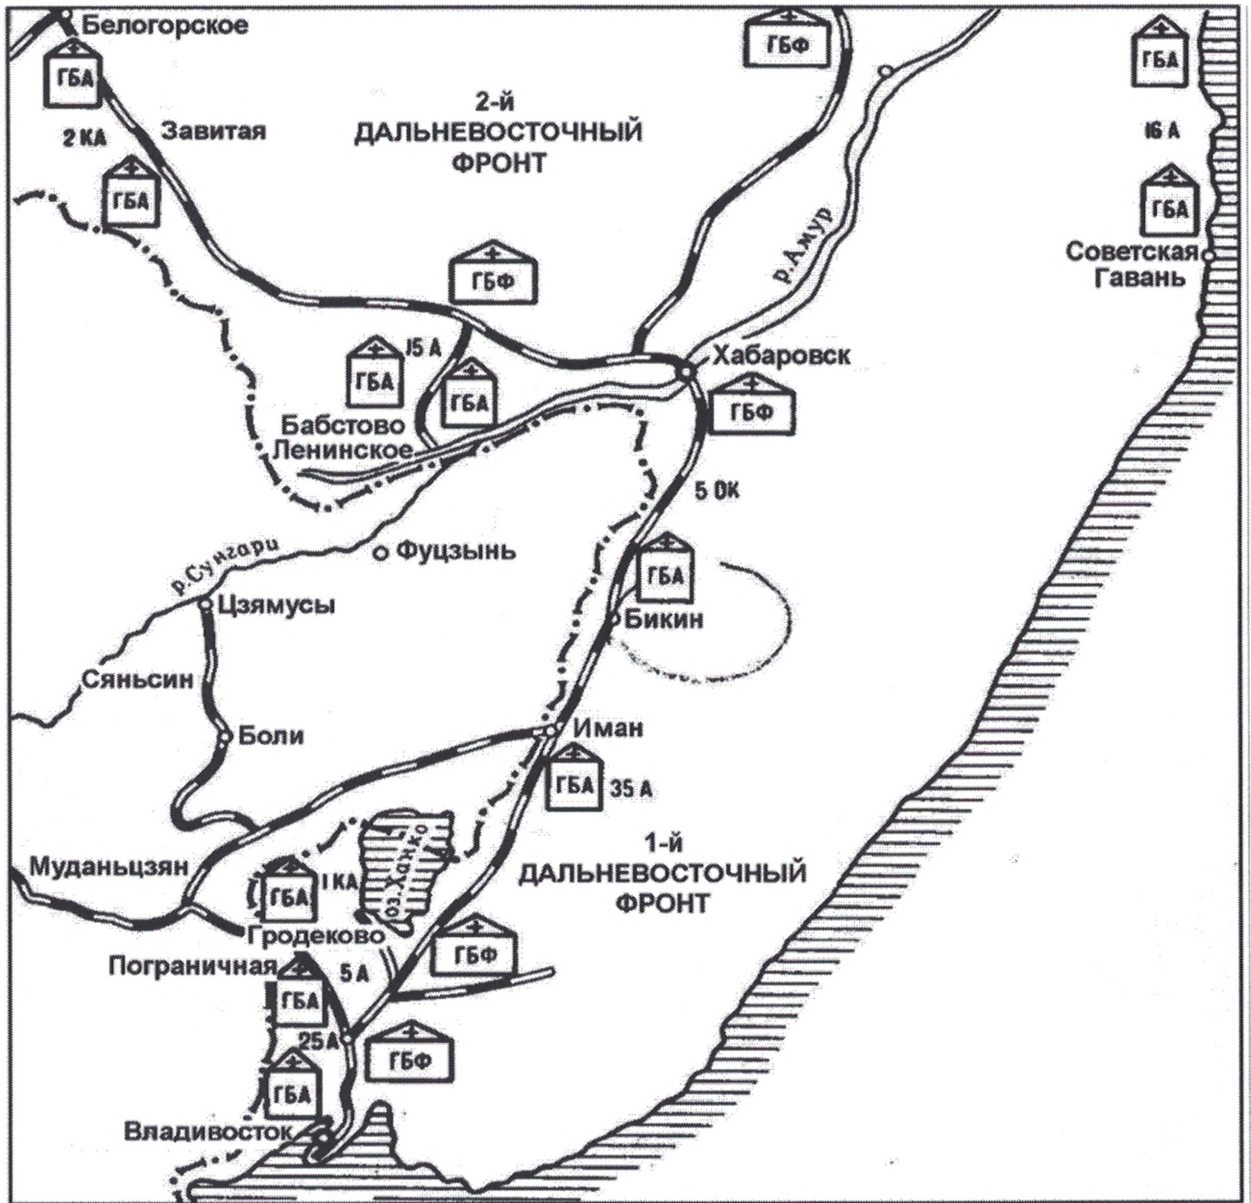 Белогорское
ГБФ
ГБА
ГБА
2 КА
Завитая
2-й
ДАЛЬНЕВОСТОЧНЫЙ
ФРОНТ
16 А
ГБА
ГБА
р. Амур
Советская
Гавань
ГБФ
15 А
ГБА
ГБА
Хабаровск
ГБФ
Бабстово
Ленинское
5 ОК
р. Сунгари
Фуцзынь
ГБА
Цзямусы
Бикин
Сяньсин
Боли
Иман
ГБА
35 А
1-й
ДАЛЬНЕВОСТОЧНЫЙ
ФРОНТ
Муданьцзян
ГБА
1 КА
оз. Ханко
Гродеково
ГБФ
Пограничная
5 А
ГБА
25 А
ГБФ
ГБА
Владивосток